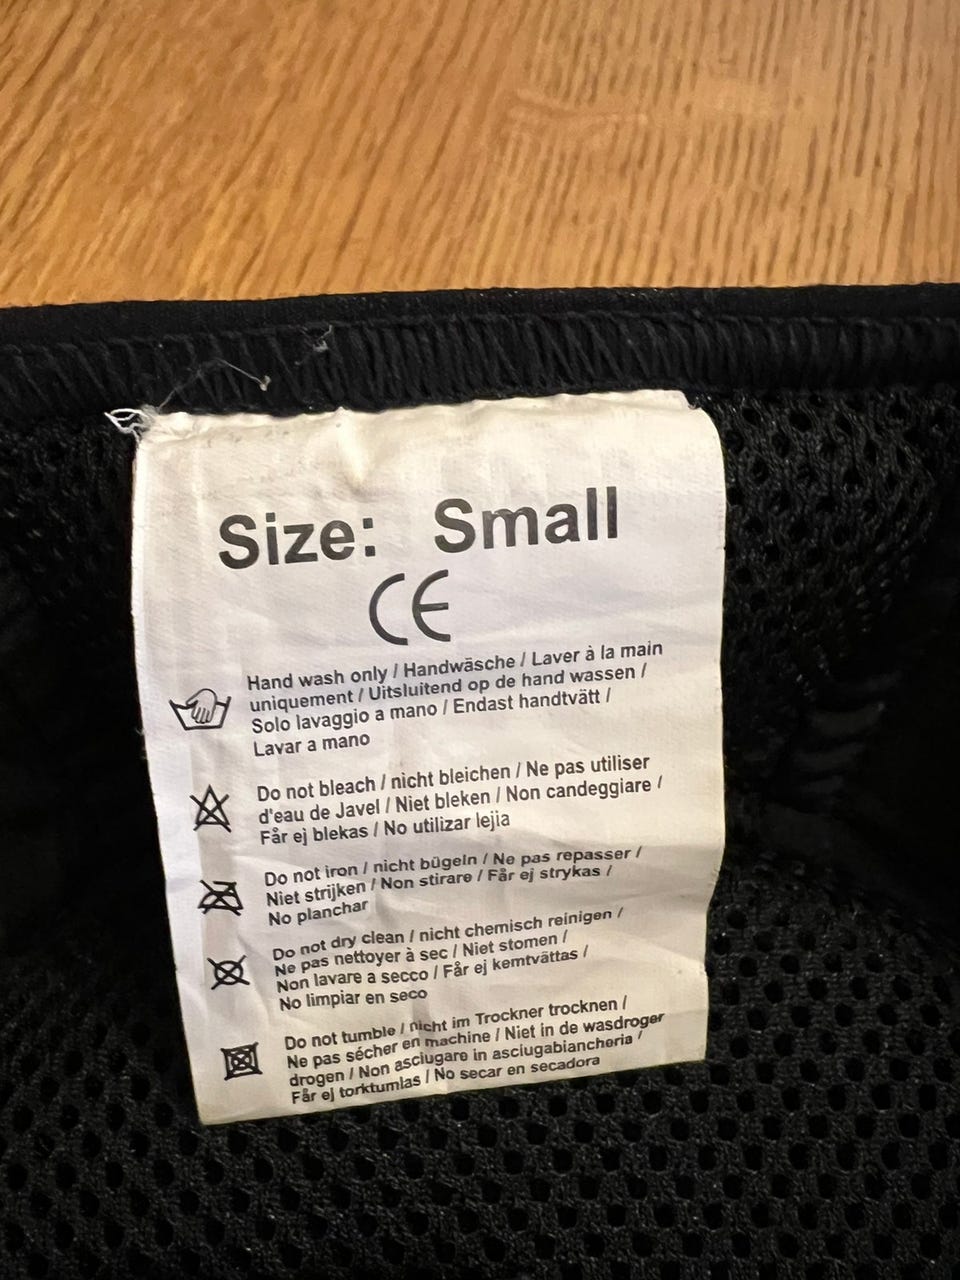 Size: Small
CE
Hand wash only / Handwäsche / Laver à la main
uniquement / Uitsluitend op de hand wassen /
Solo lavaggio a mano / Endast handtvätt /
Lavar a mano
Do not bleach / nicht bleichen / Ne pas utiliser
d'eau de Javel / Niet bleken / Non candeggiare /
Får ej blekas / No utilizar lejia
Do not iron / nicht bügeln / Ne pas repasser /
Niet strijken / Non stirare / Får ej strykas /
No planchar
Do not dry clean / nicht chemisch reinigen /
Ne pas nettoyer à sec / Niet stomen /
Non lavare a secco / Får ej kemtvättas /
No limpiar en seco
Do not tumble / nicht im Trockner trocknen /
Ne pas sécher en machine / Niet in de wasdroger
drogen / Non asciugare in asciugabiancheria /
Får ej torktumlas / No secar en secadora